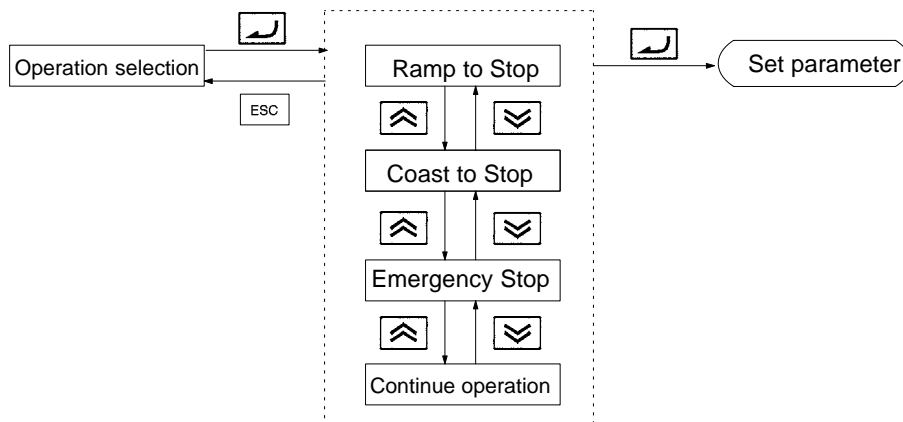 Operation selection
ESC
Ramp to Stop
Coast to Stop
Emergency Stop
Continue operation
Set parameter